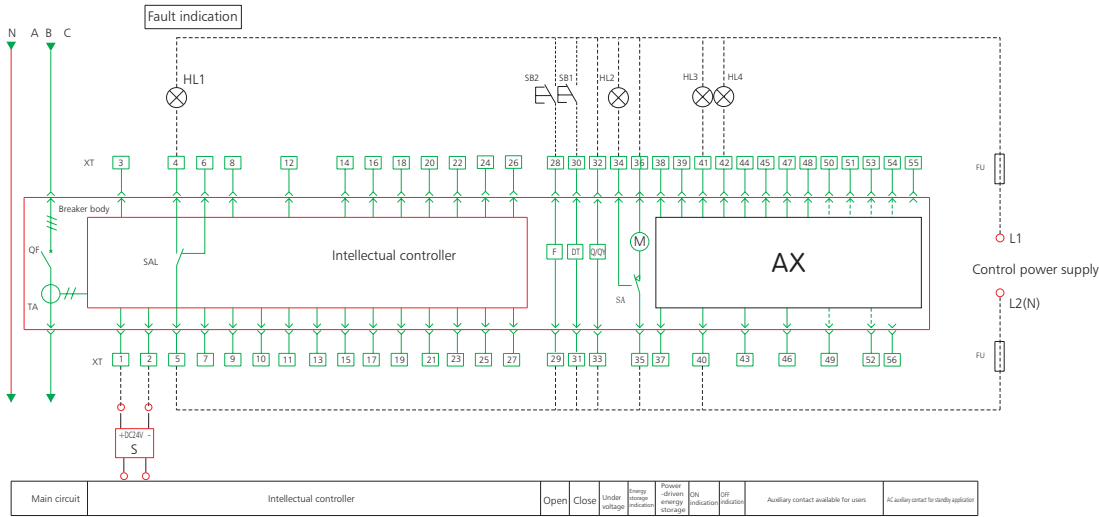 Fault indication
N A B C
HL1
SB2 SB1 HL2 HL3 HL4
XT 3 4 6 8 12 14 16 18 20 22 24 26 28 30 32 34 36 38 39 41 42 44 45 47 48 50 51 53 54 55
FU
Breaker body
QF
SAL
Intellectual controller
F DT Q/QY M
AX
L1
Control power supply
TA
SA
L2(N)
XT 1 2 5 7 9 10 11 13 15 17 19 21 23 25 27 29 31 33 35 37 40 43 46 49 52 56
FU
+DC24V -
S
Main circuit
Intellectual controller
Open
Close
Under
voltage
Energy
storage
indication
Power
-driven
energy
storage
ON
indication
OFF
indication
Auxiliary contact available for users
AC auxiliary contact for standby application